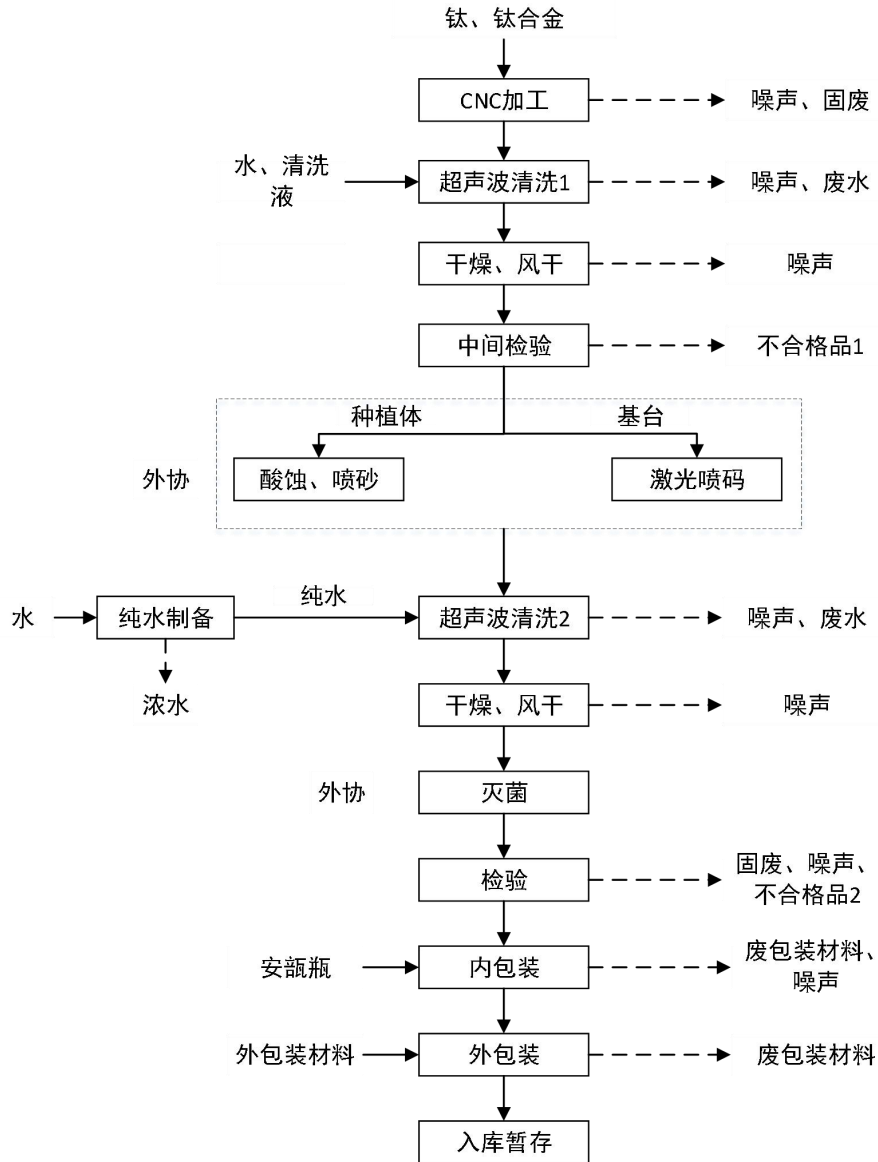 钛、钛合金
CNC加工
噪声、固废
水、清洗
液
超声波清洗1
噪声、废水
干燥、风干
噪声
中间检验
不合格品1
种植体
基台
外协
酸蚀、喷砂
激光喷码
水
纯水制备
纯水
超声波清洗2
噪声、废水
浓水
干燥、风干
噪声
外协
灭菌
检验
固废、噪声、
不合格品2
安瓿瓶
内包装
废包装材料、
噪声
外包装材料
外包装
废包装材料
入库暂存